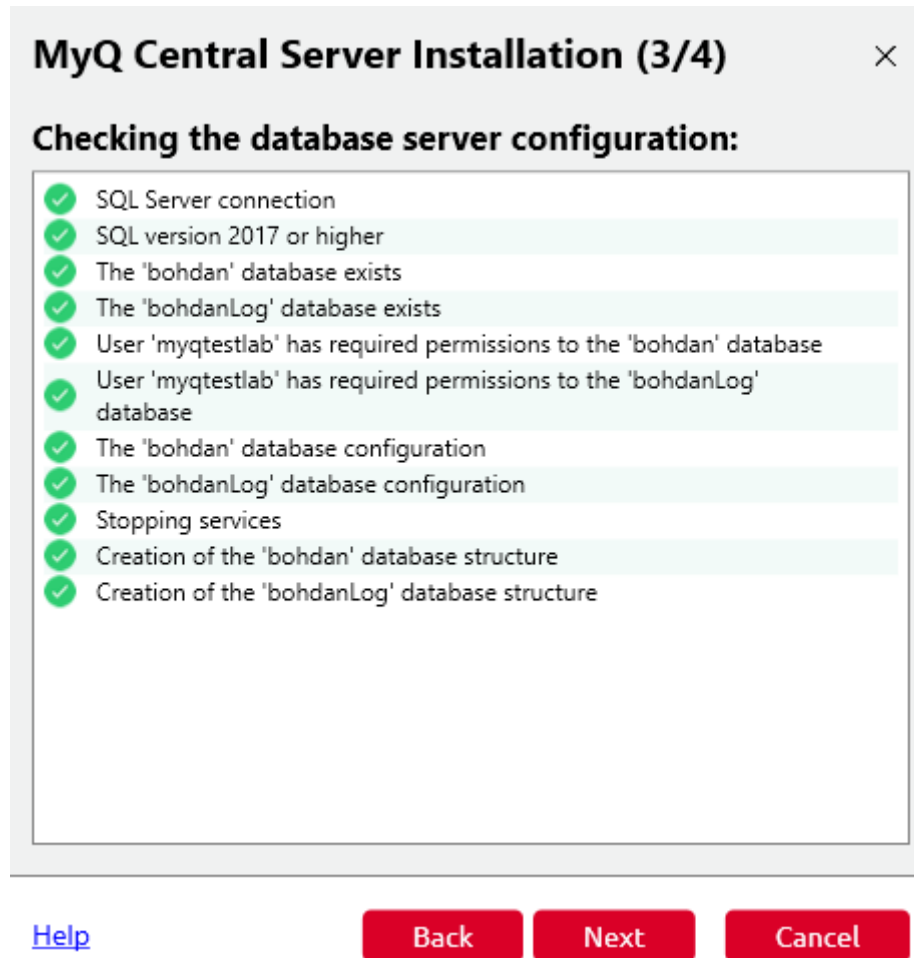 MyQ Central Server Installation (3/4)
Checking the database server configuration:
SQL Server connection
SQL version 2017 or higher
The 'bohdan' database exists
The 'bohdanLog' database exists
User 'myqtestlab' has required permissions to the 'bohdan' database
User 'myqtestlab' has required permissions to the 'bohdanLog'
database
The 'bohdan' database configuration
The 'bohdanLog' database configuration
Stopping services
Creation of the 'bohdan' database structure
Creation of the 'bohdanLog' database structure
Help
Back
Next
Cancel